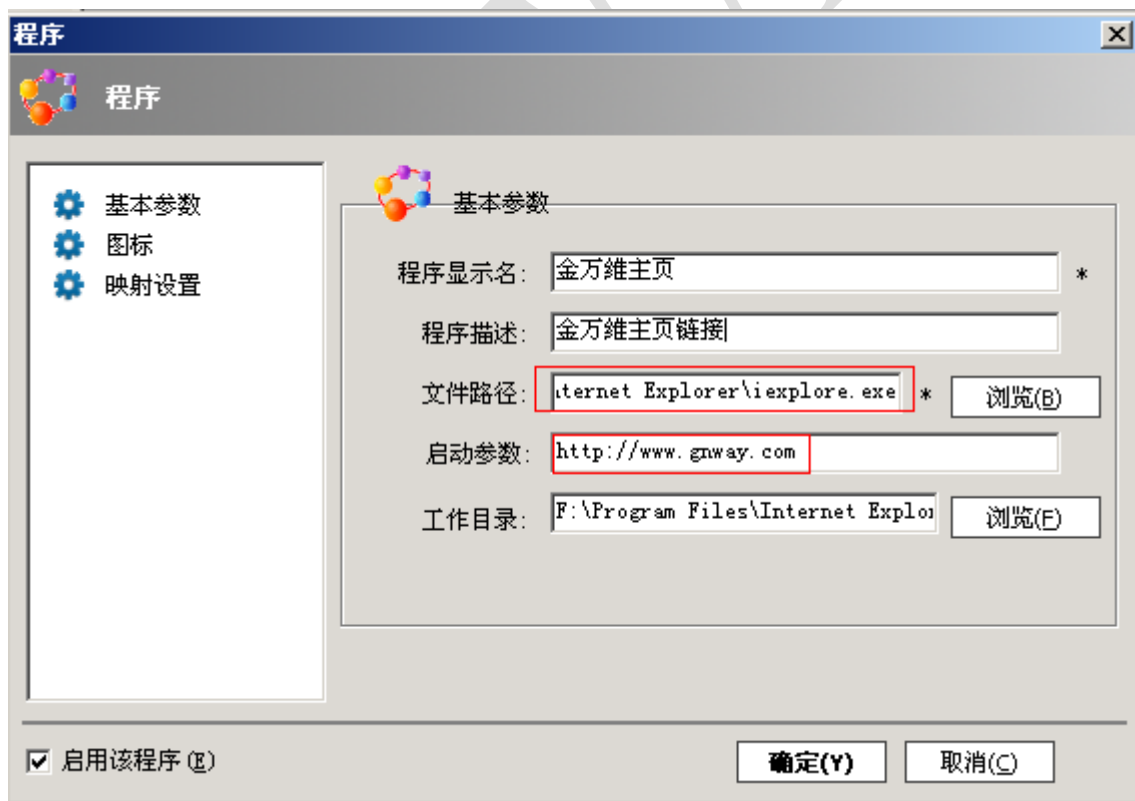 程序
程序
基本参数
图标
映射设置
基本参数
程序显示名: 金万维主页 *
程序描述: 金万维主页链接
文件路径: ternet Explorer\iexplore.exe * 浏览(B)
启动参数: http://www.gnway.com
工作目录: F:\Program Files\Internet Explo 浏览(F)
启用该程序(E) 确定(Y) 取消(C)